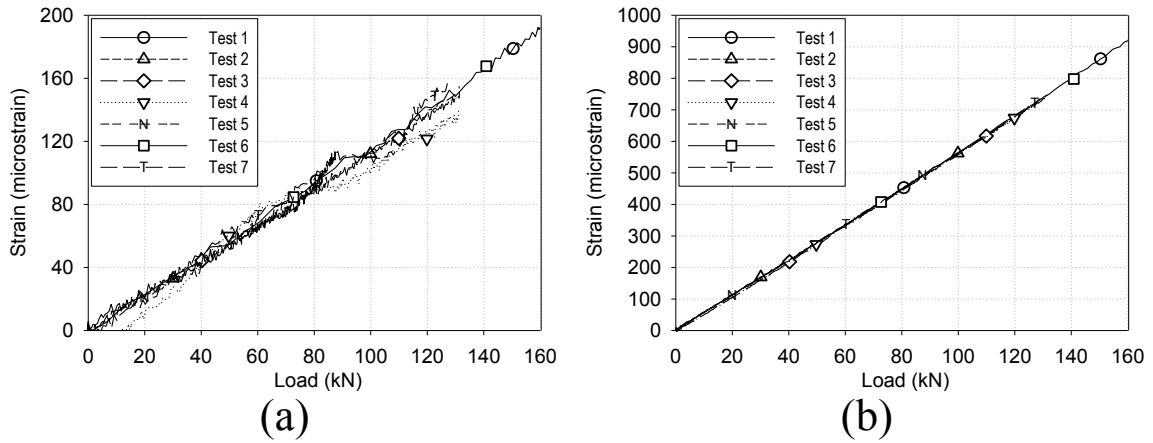 200
160
120
80
40
0
Strain (microstrain)
Test 1
Test 2
Test 3
Test 4
N Test 5
Test 6
T Test 7
N
T
0 20 40 60 80 100 120 140 160
Load (kN)
(a)
1000
900
800
700
600
500
400
300
200
100
0
Strain (microstrain)
Test 1
Test 2
Test 3
Test 4
N Test 5
Test 6
T Test 7
N
T
N
T
0 20 40 60 80 100 120 140 160
Load (kN)
(b)